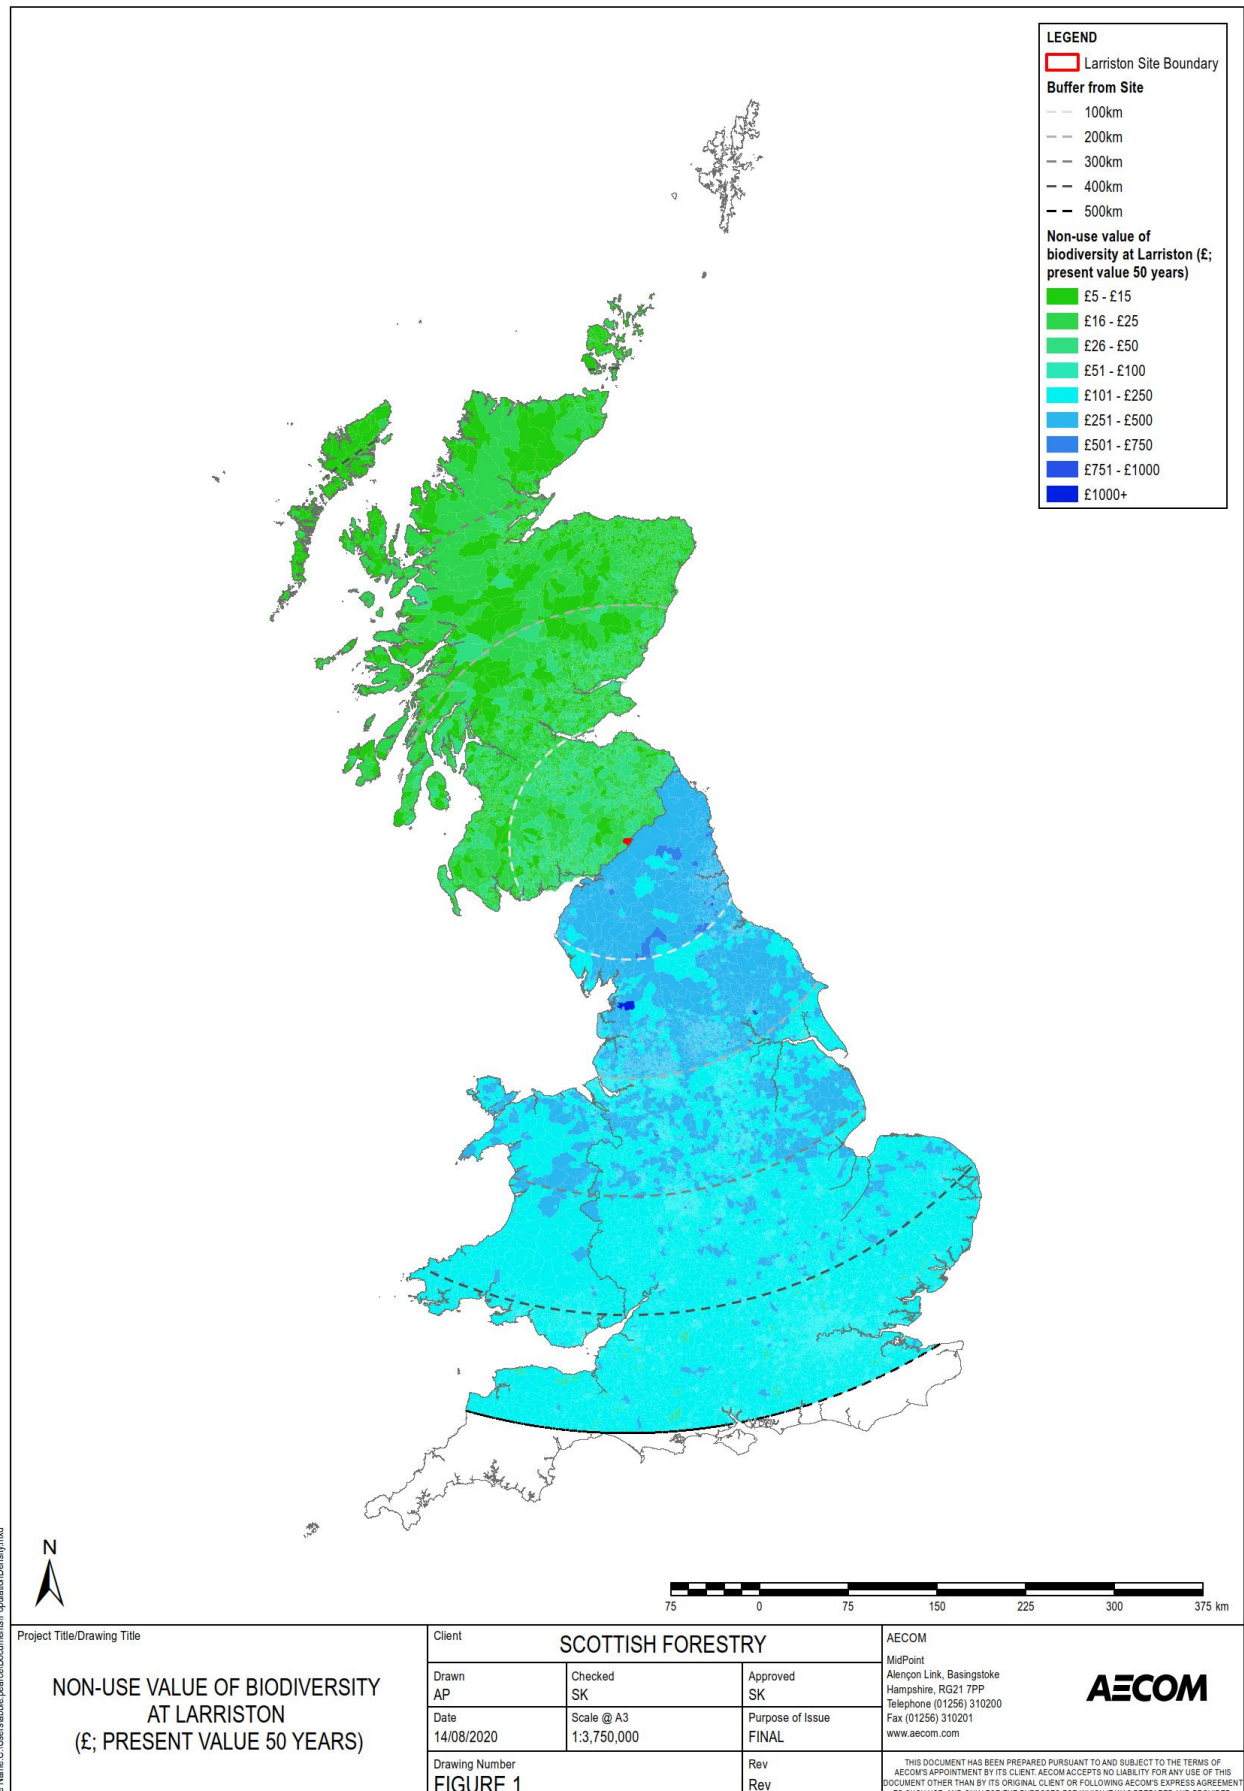 LEGEND
Larriston Site Boundary
Buffer from Site
100km
200km
300km
400km
500km
Non-use value of
biodiversity at Larriston (£;
present value 50 years)
£5 - £15
£16 - £25
£26 - £50
£51 - £100
£101 - £250
£251 - £500
£501 - £750
£751 - £1000
£1000+
N
75 0 75 150 225 300 375 km
Project Title/Drawing Title
NON-USE VALUE OF BIODIVERSITY
AT LARRISTON
(£; PRESENT VALUE 50 YEARS)
Client
SCOTTISH FORESTRY
Drawn
AP
Checked
SK
Approved
SK
Date
14/08/2020
Scale @ A3
1:3,750,000
Purpose of Issue
FINAL
Drawing Number
FIGURE 1
Rev
Rev
AECOM
MidPoint
Alençon Link, Basingstoke
Hampshire, RG21 7PP
Telephone (01256) 310200
Fax (01256) 310201
www.aecom.com
AECOM
THIS DOCUMENT HAS BEEN PREPARED PURSUANT TO AND SUBJECT TO THE TERMS OF
AECOM'S APPOINTMENT BY ITS CLIENT. AECOM ACCEPTS NO LIABILITY FOR ANY USE OF THIS
DOCUMENT OTHER THAN BY ITS ORIGINAL CLIENT OR FOLLOWING AECOM'S EXPRESS AGREEMENT